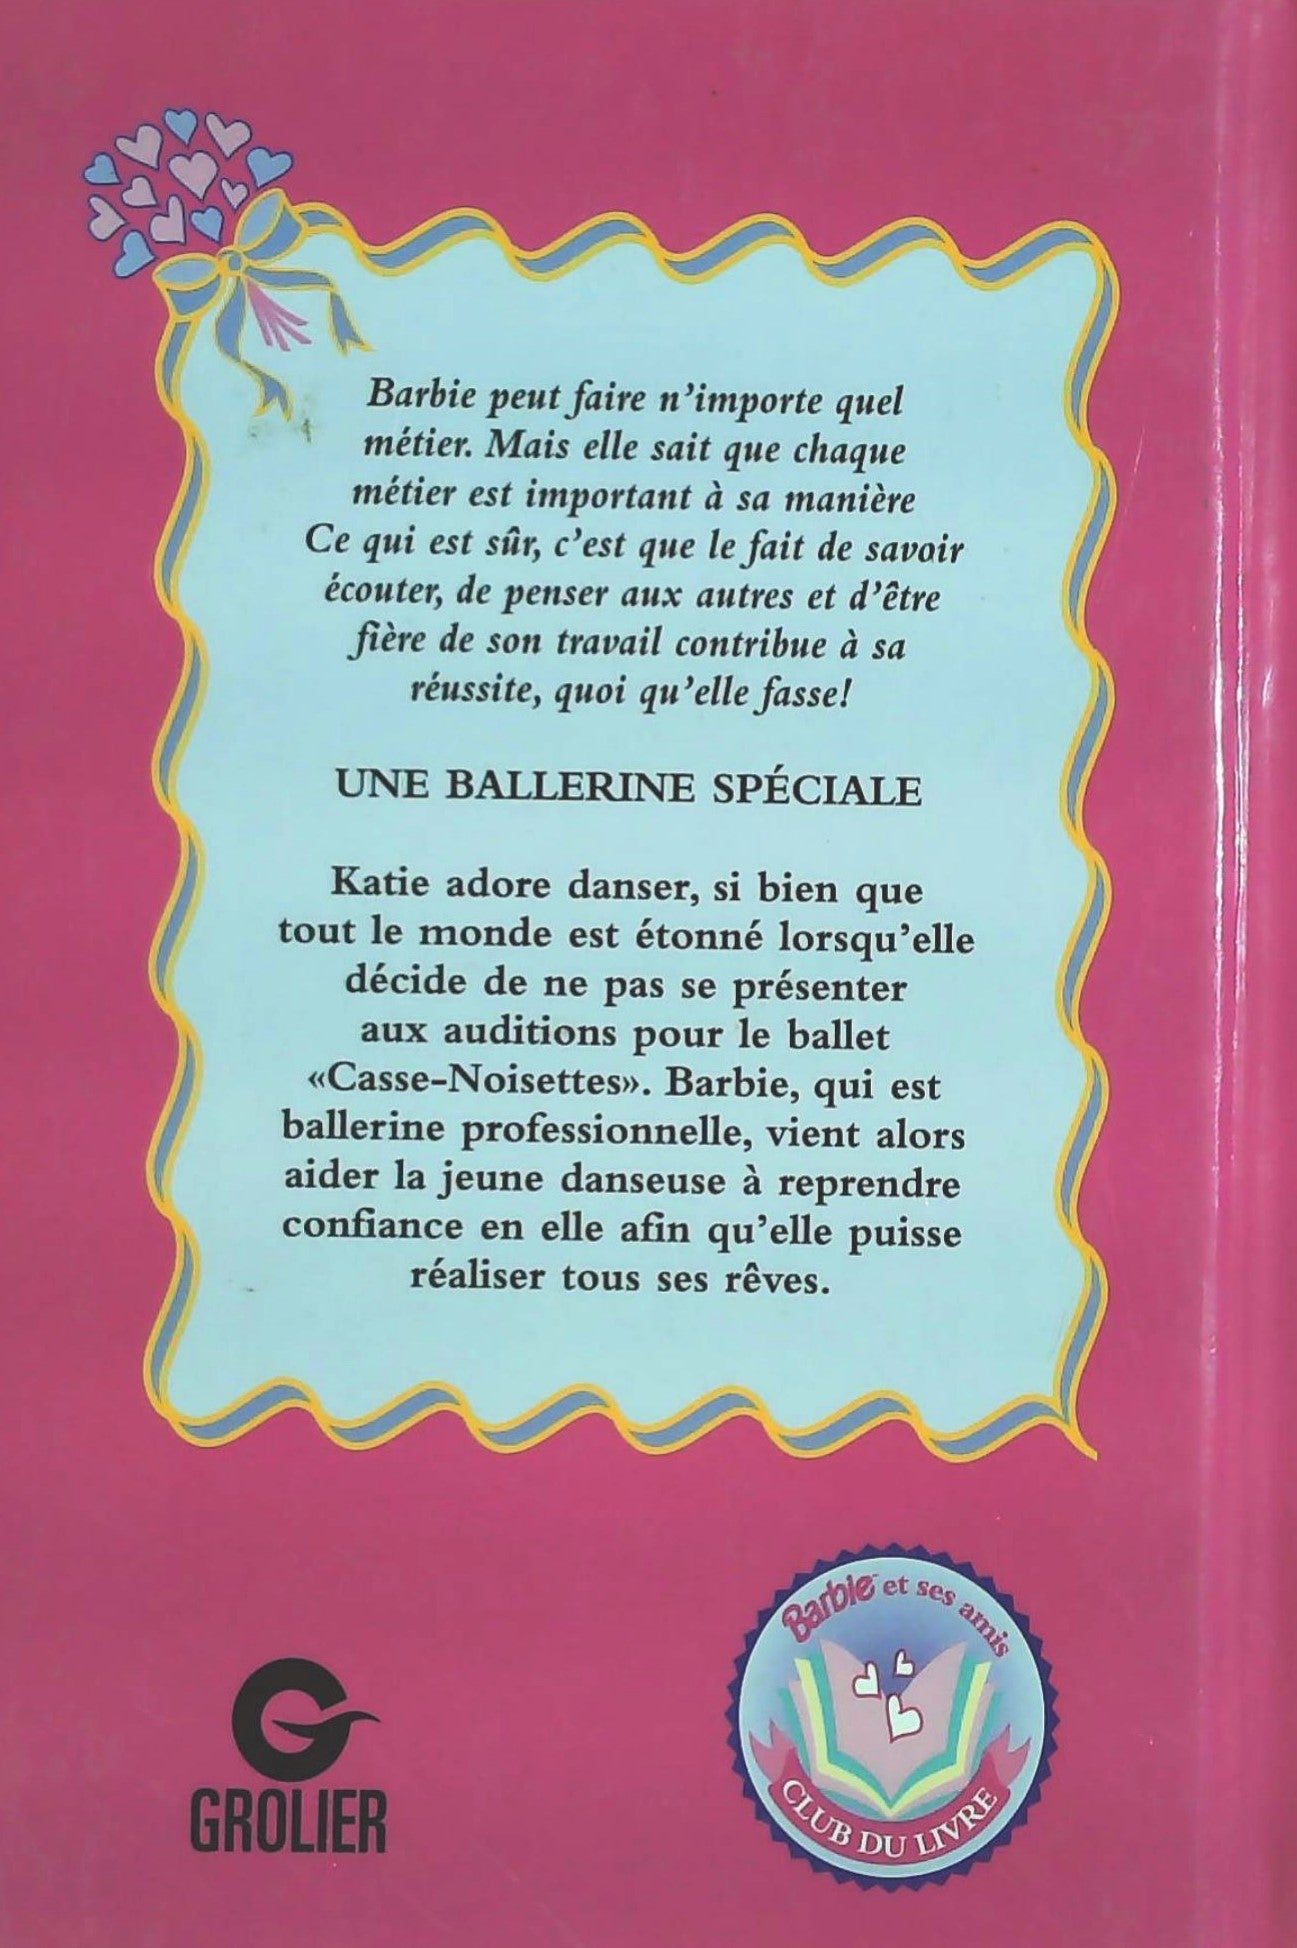 Barbie peut faire n'importe quel
métier. Mais elle sait que chaque
métier est important à sa manière
Ce qui est sûr, c'est que le fait de savoir
écouter, de penser aux autres et d'être
fière de son travail contribue à sa
réussite, quoi qu'elle fasse!
UNE BALLERINE SPÉCIALE
Katie adore danser, si bien que
tout le monde est étonné lorsqu'elle
décide de ne pas se présenter
aux auditions pour le ballet
«Casse-Noisettes». Barbie, qui est
ballerine professionnelle, vient alors
aider la jeune danseuse à reprendre
confiance en elle afin qu'elle puisse
réaliser tous ses rêves.
GROLIER
Barbie et ses amis
CLUB DU LIVRE